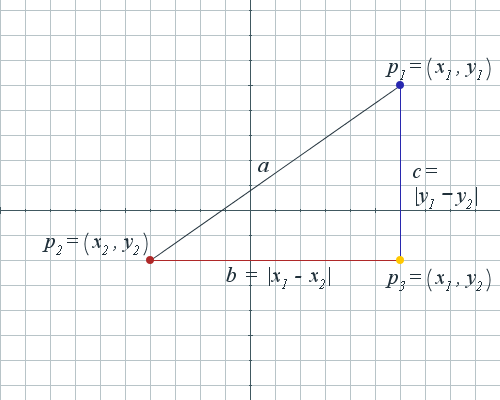 p₁=(x₁, y₁)
a
c=
|y₁ − y₂|
p₂=(x₂, y₂)
b = |x₁ - x₂|
p₃=(x₁, y₂)